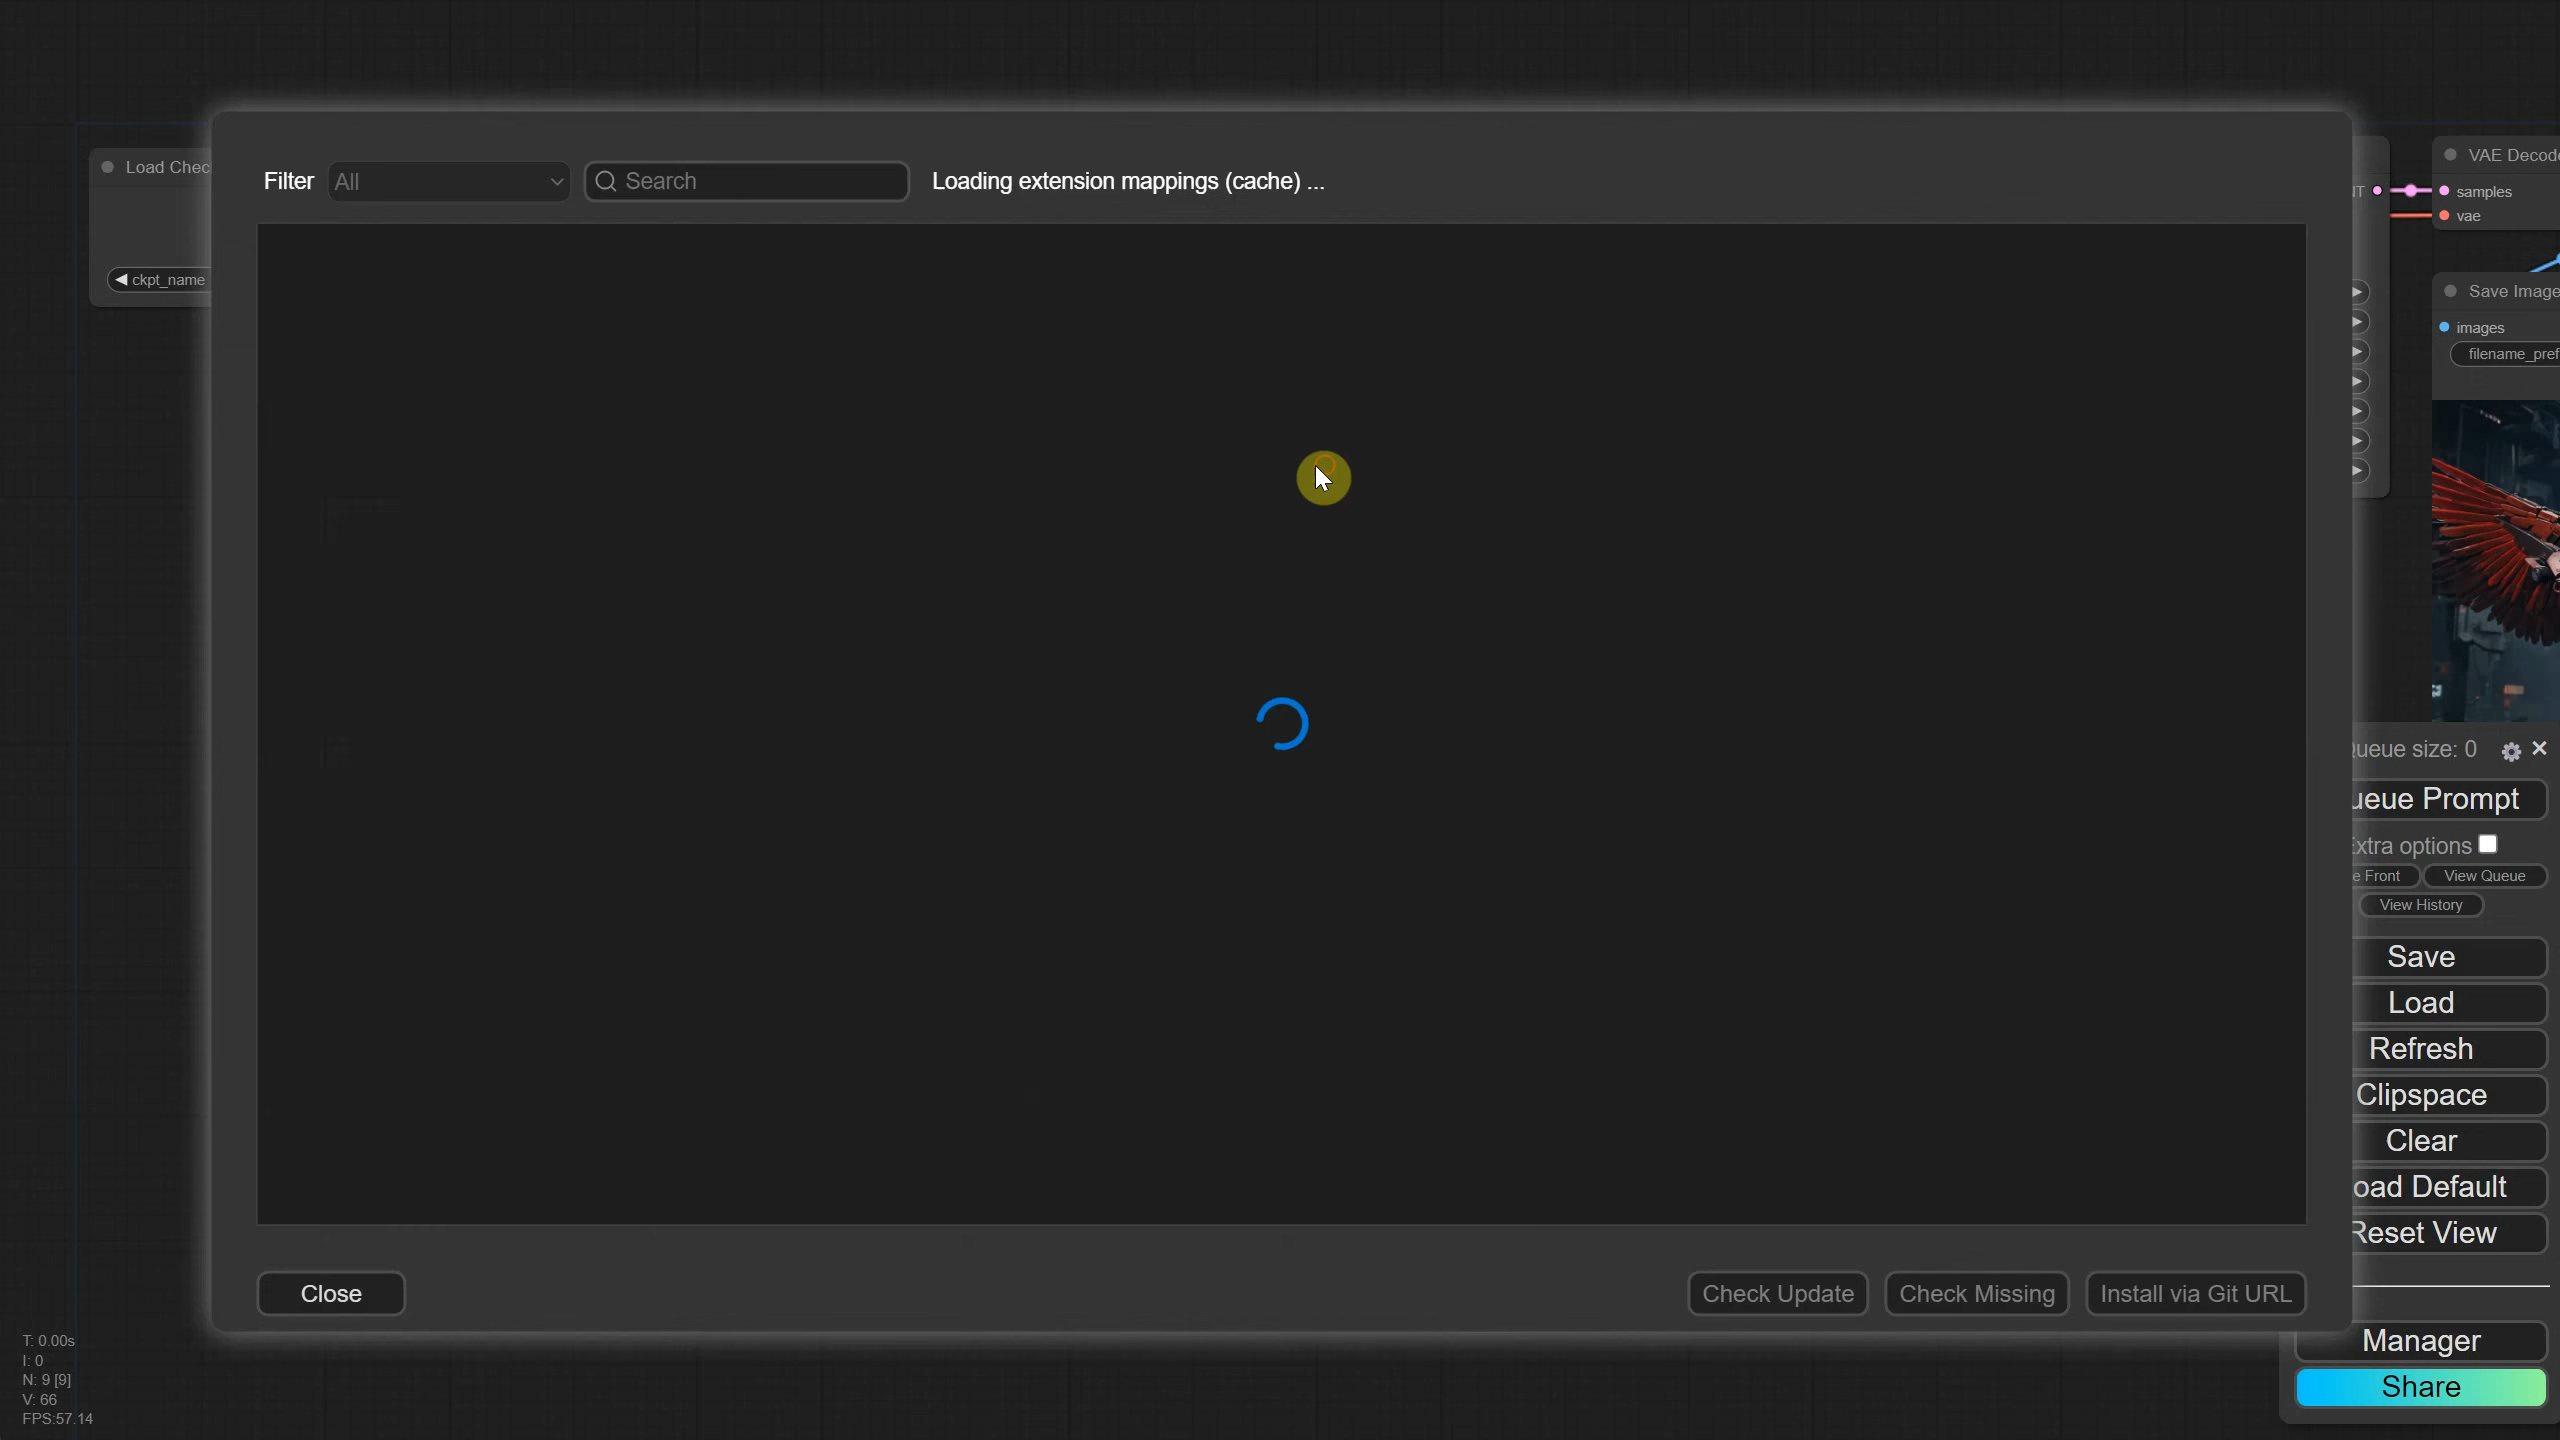 Load Chec
ckpt_name
Filter
All
Search
Loading extension mappings (cache) ...
NT
VAE Decode
samples
vae
Save Image
images
filename_pref
ueue size: 0
ueue Prompt
Extra options
e Front
View Queue
View History
Save
Load
Refresh
Clipspace
Clear
oad Default
Reset View
Close
Check Update
Check Missing
Install via Git URL
Manager
Share
T: 0.00s
I: 0
N: 9 [9]
V: 66
FPS:57.14